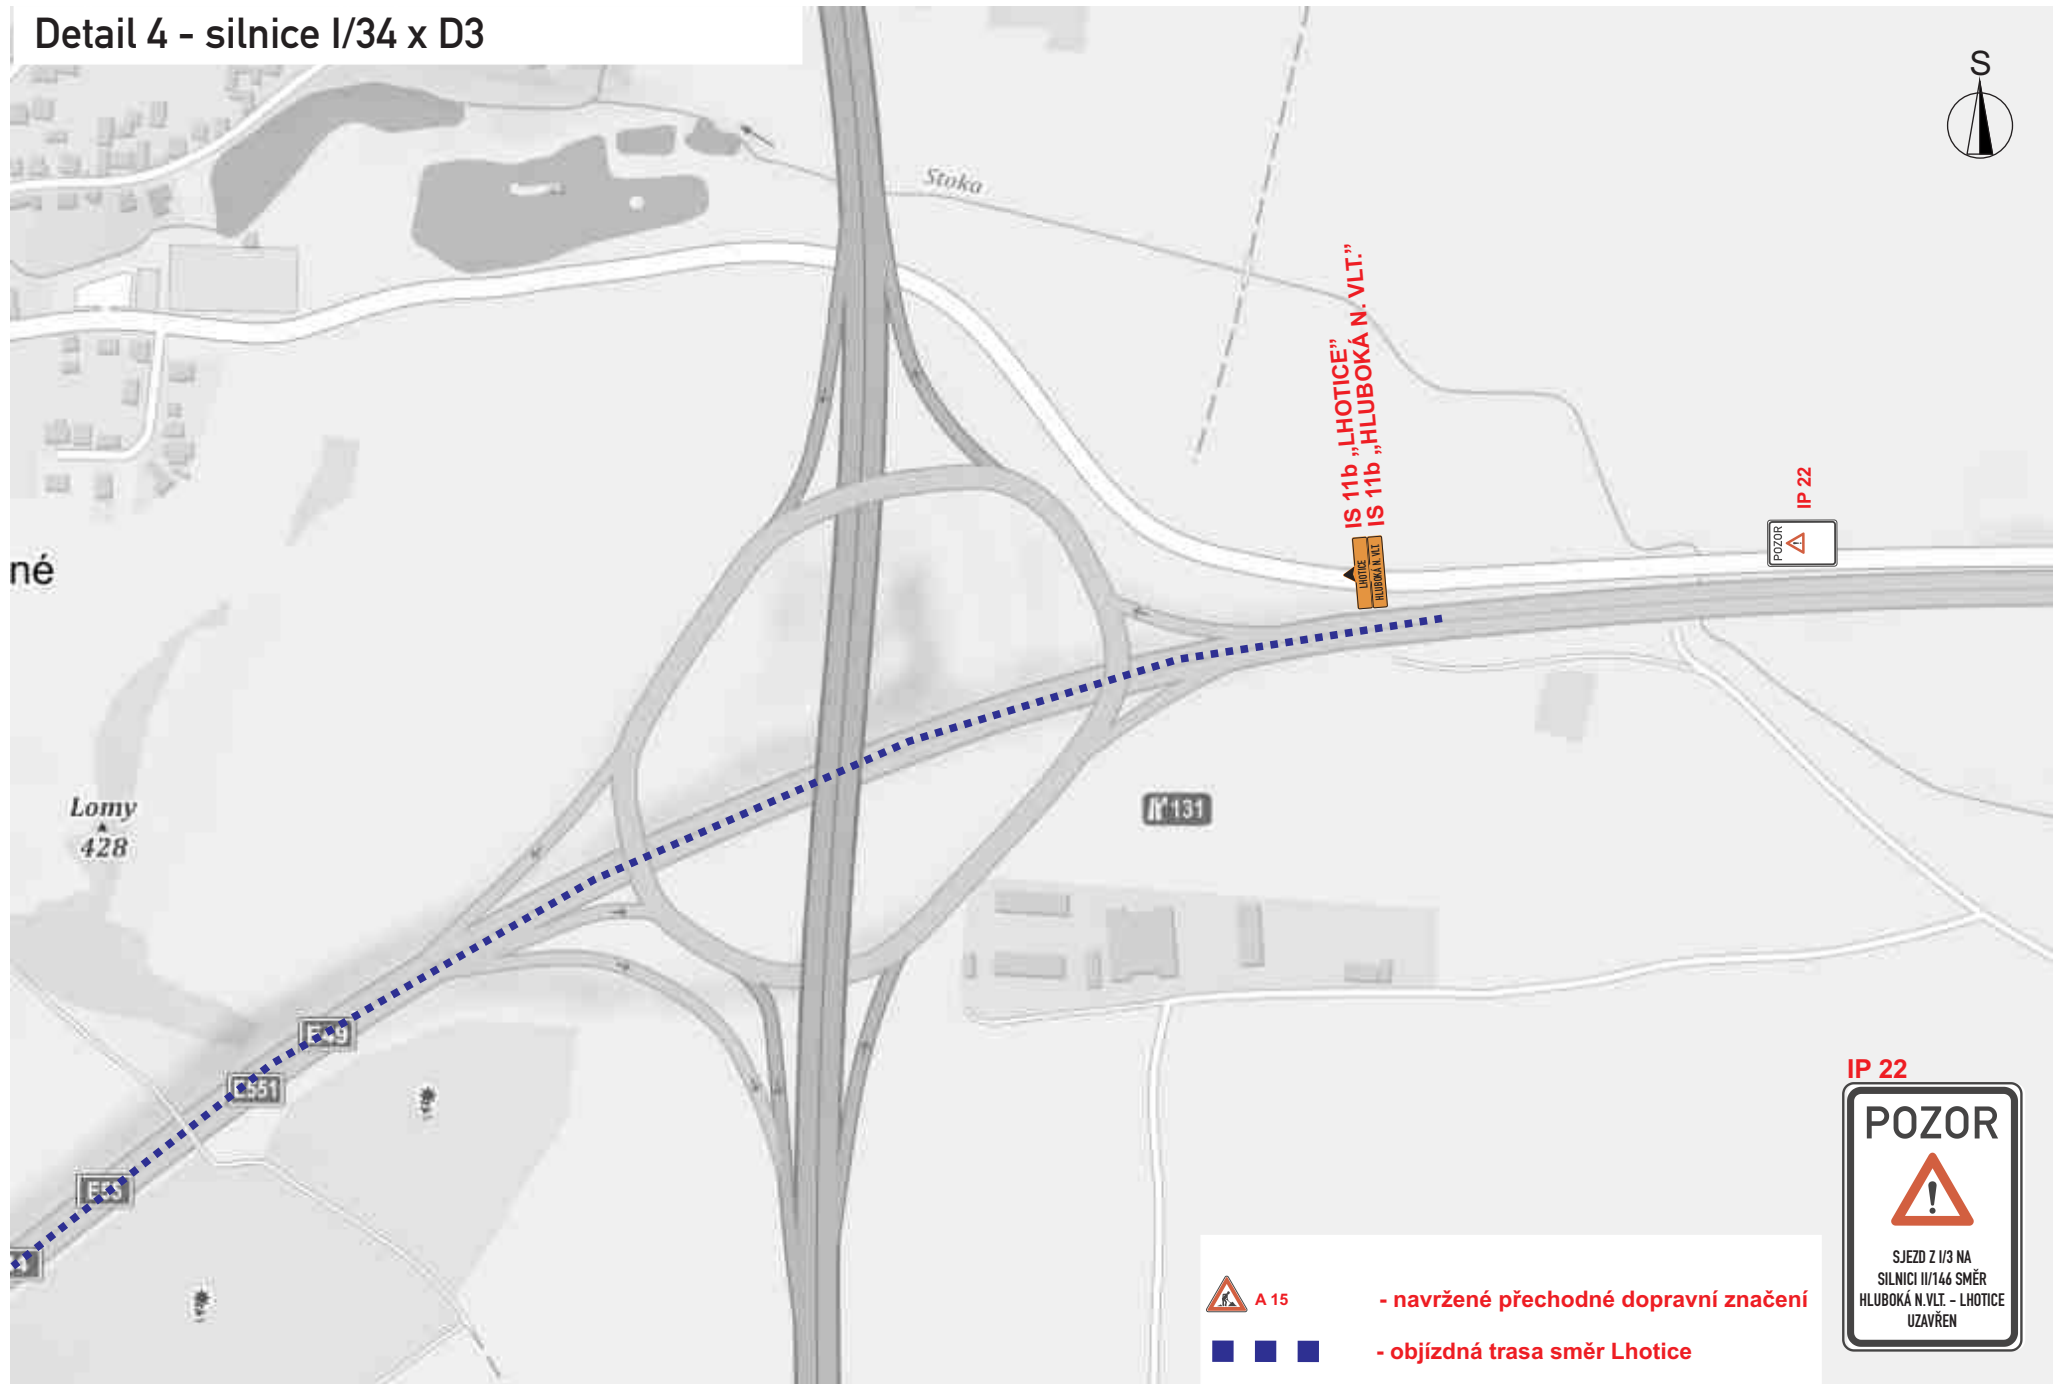 Detail 4 - silnice I/34 x D3
S
Stoka
IS 11b „LHOTICE”
IS 11b „HLUBOKÁ N. VLT.”
LHOTICE
HLUBOKÁ N. VLT
IP 22
POZOR
né
Lomy
428
131
E49
E551
E55
IP 22
POZOR
SJEZD Z I/3 NA
SILNICI II/146 SMĚR
HLUBOKÁ N.VLT. - LHOTICE
UZAVŘEN
A 15
- navržené přechodné dopravní značení
- objízdná trasa směr Lhotice